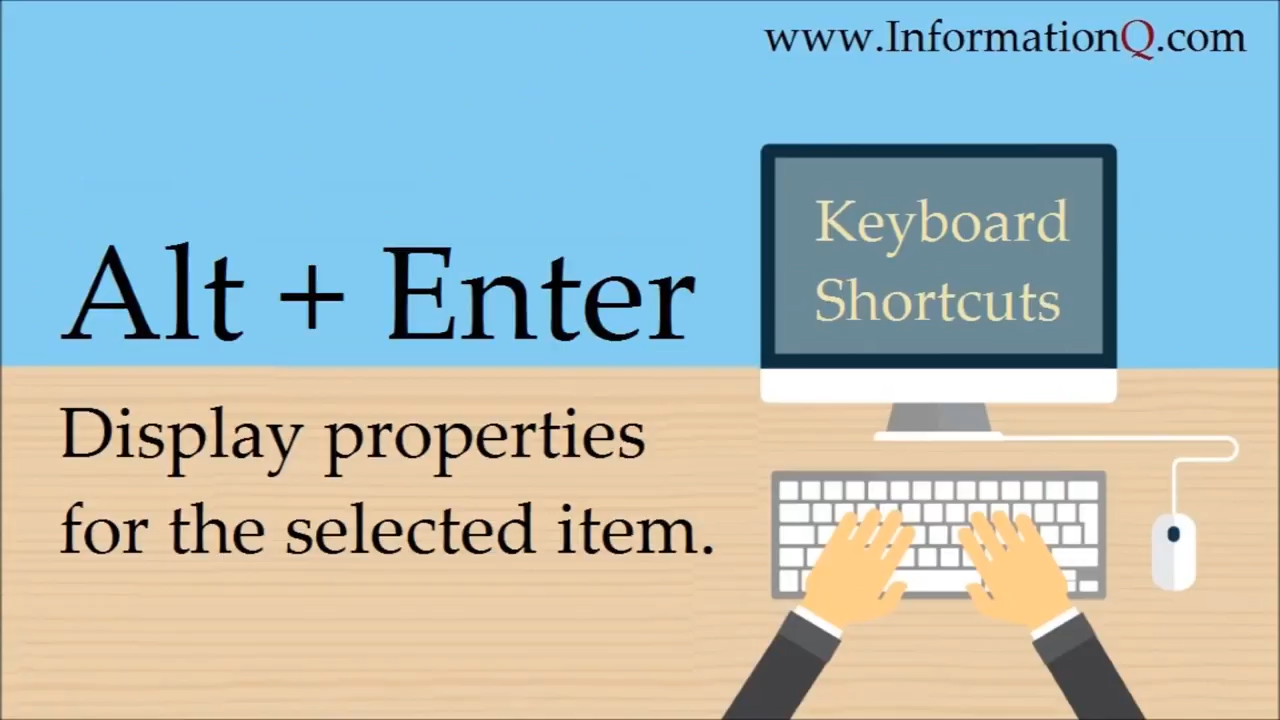 www.InformationQ.com
Keyboard
Shortcuts
Alt + Enter
Display properties
for the selected item.